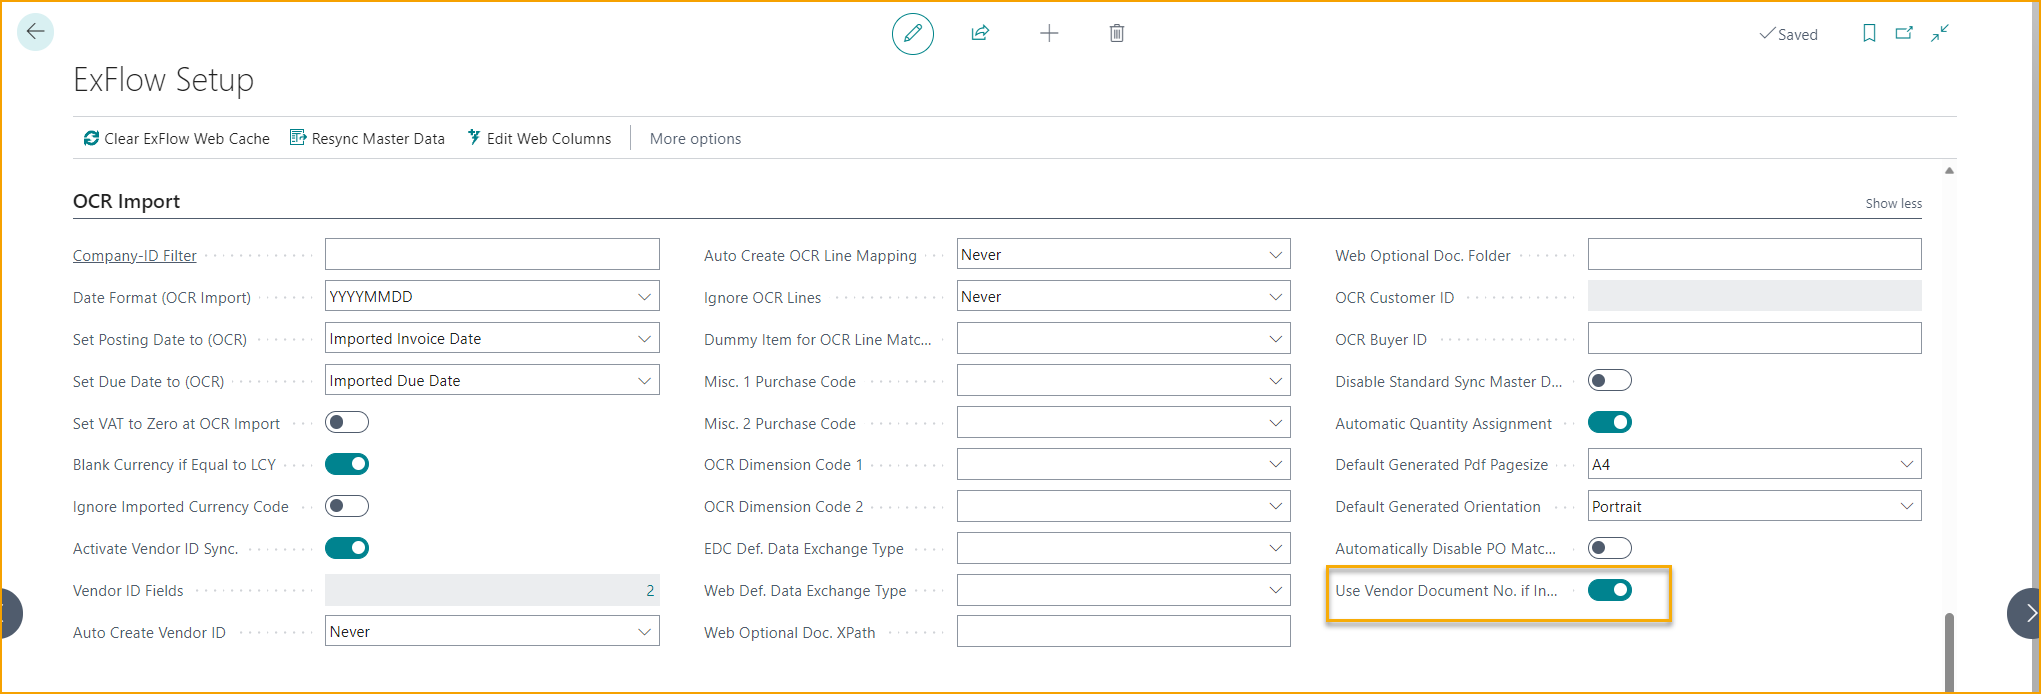 Saved
ExFlow Setup
Clear ExFlow Web Cache
Resync Master Data
Edit Web Columns
More options
OCR Import
Show less
Company-ID Filter
Date Format (OCR Import) YYYYMMDD
Set Posting Date to (OCR) Imported Invoice Date
Set Due Date to (OCR) Imported Due Date
Set VAT to Zero at OCR Import
Blank Currency if Equal to LCY
Ignore Imported Currency Code
Activate Vendor ID Sync.
Vendor ID Fields 2
Auto Create Vendor ID Never
Auto Create OCR Line Mapping Never
Ignore OCR Lines Never
Dummy Item for OCR Line Matc...
Misc. 1 Purchase Code
Misc. 2 Purchase Code
OCR Dimension Code 1
OCR Dimension Code 2
EDC Def. Data Exchange Type
Web Def. Data Exchange Type
Web Optional Doc. XPath
Web Optional Doc. Folder
OCR Customer ID
OCR Buyer ID
Disable Standard Sync Master D...
Automatic Quantity Assignment
Default Generated Pdf Pagesize A4
Default Generated Orientation Portrait
Automatically Disable PO Matc...
Use Vendor Document No. if In...